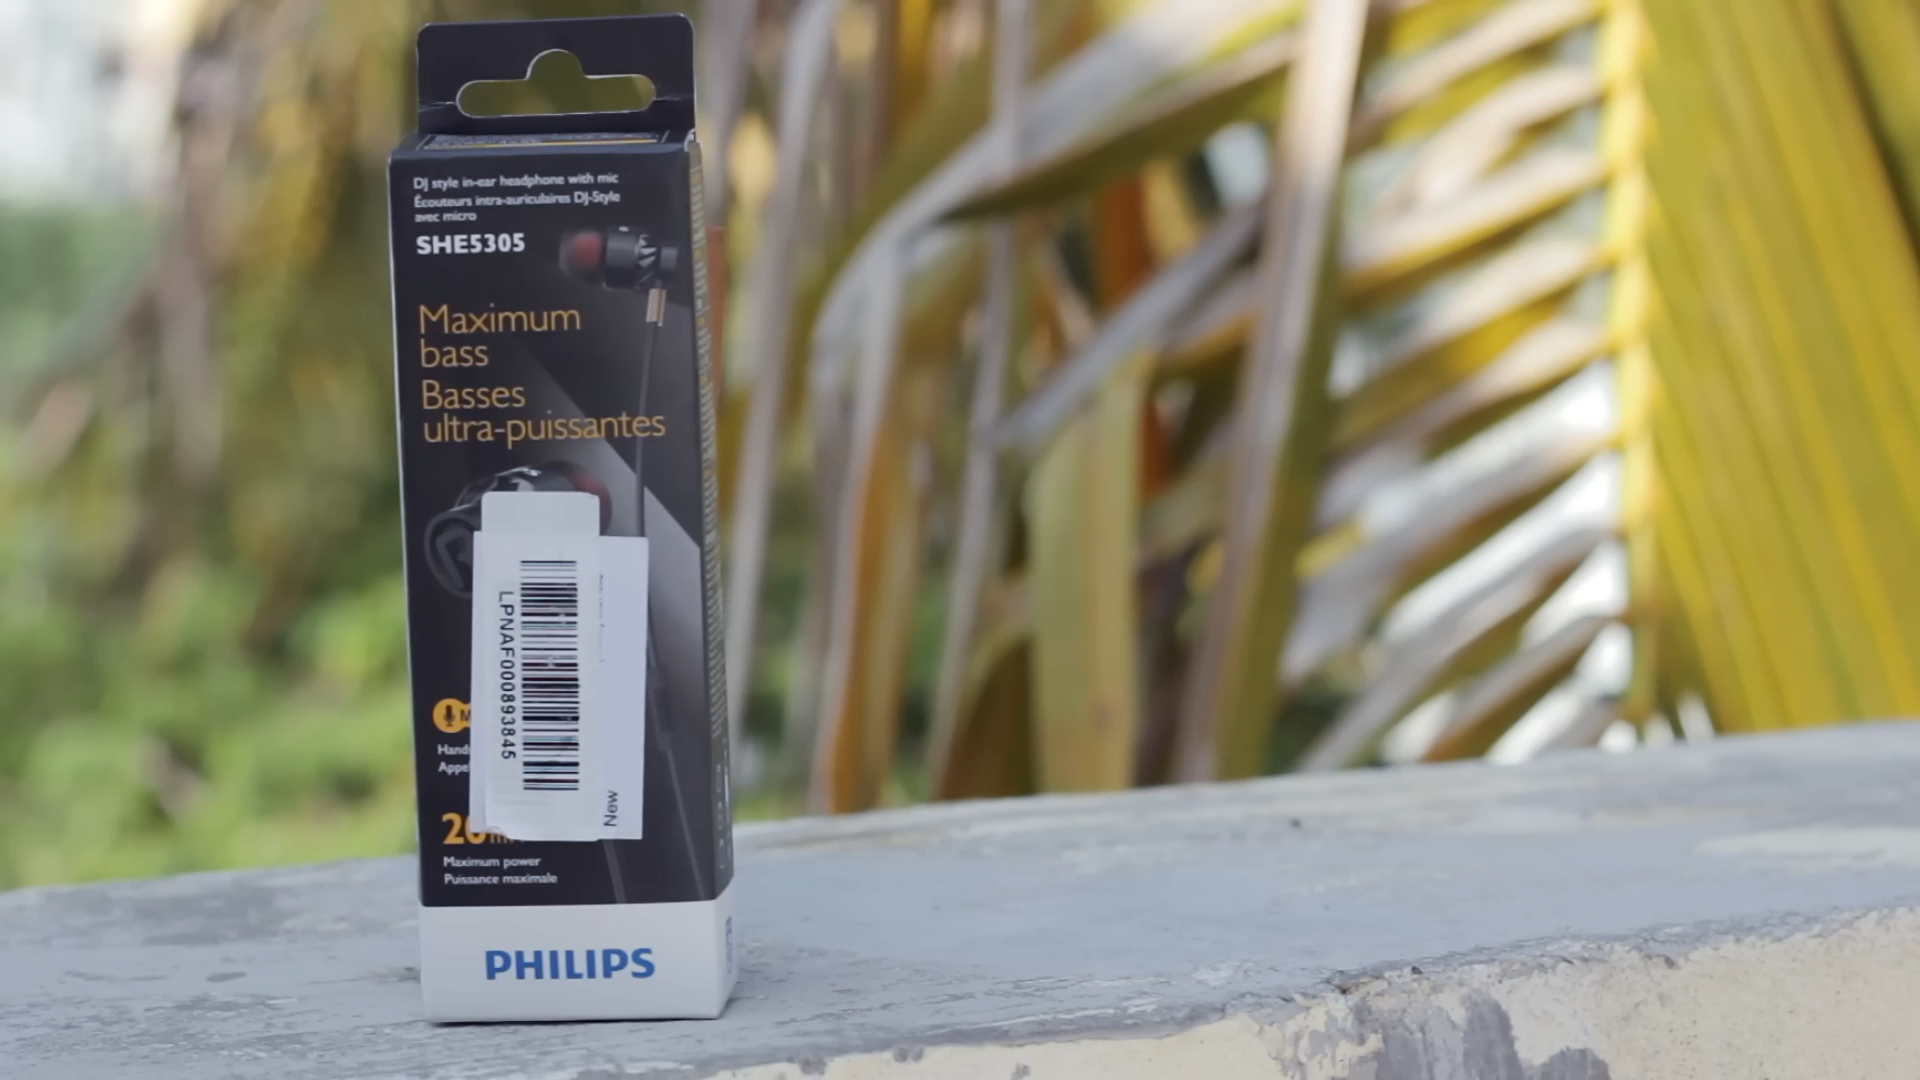 DJ style in-ear headphone with mic
Écouteurs intra-auriculaires DJ-Style
avec micro
SHE5305
Maximum
bass
Basses
ultra-puissantes
LPNAF000893845
New
Maximum power
Puissance maximale
PHILIPS